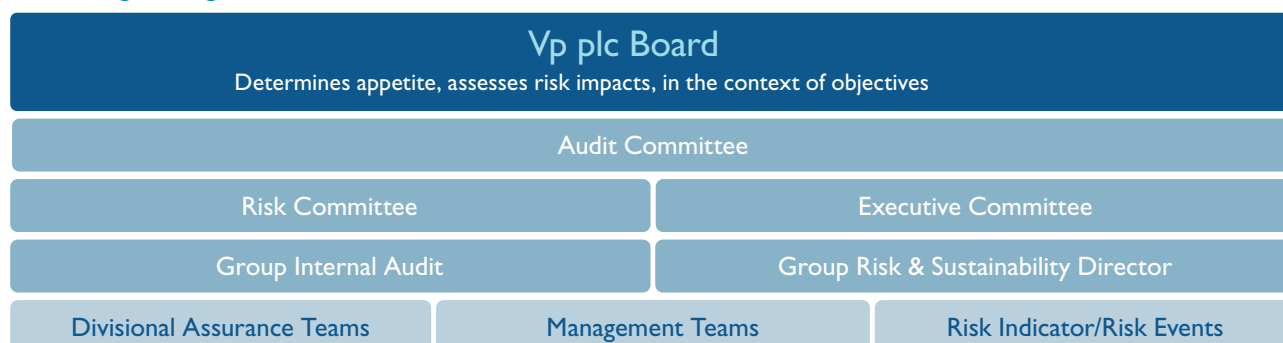 Vp plc Board
Determines appetite, assesses risk impacts, in the context of objectives
Audit Committee
Risk Committee
Executive Committee
Group Internal Audit
Group Risk & Sustainability Director
Divisional Assurance Teams
Management Teams
Risk Indicator/Risk Events